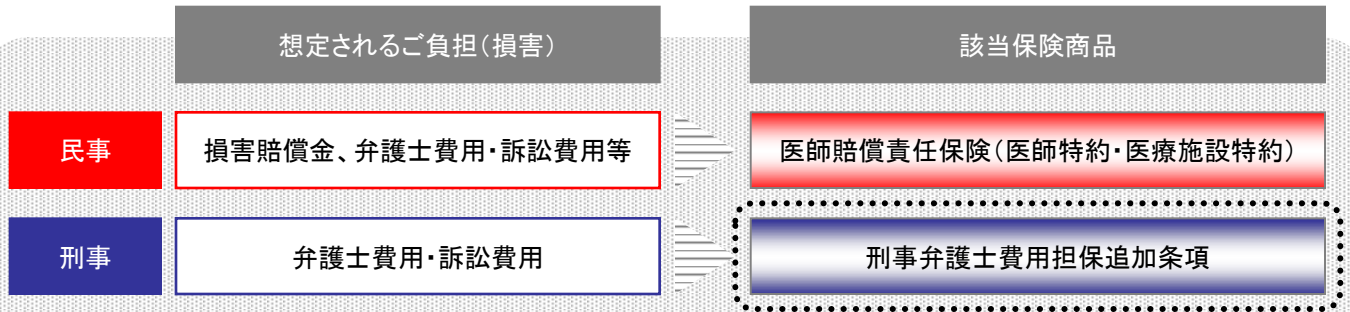 想定されるご負担（損害）
該当保険商品
民事
損害賠償金、弁護士費用・訴訟費用等
医師賠償責任保険（医師特約・医療施設特約）
刑事
弁護士費用・訴訟費用
刑事弁護士費用担保追加条項